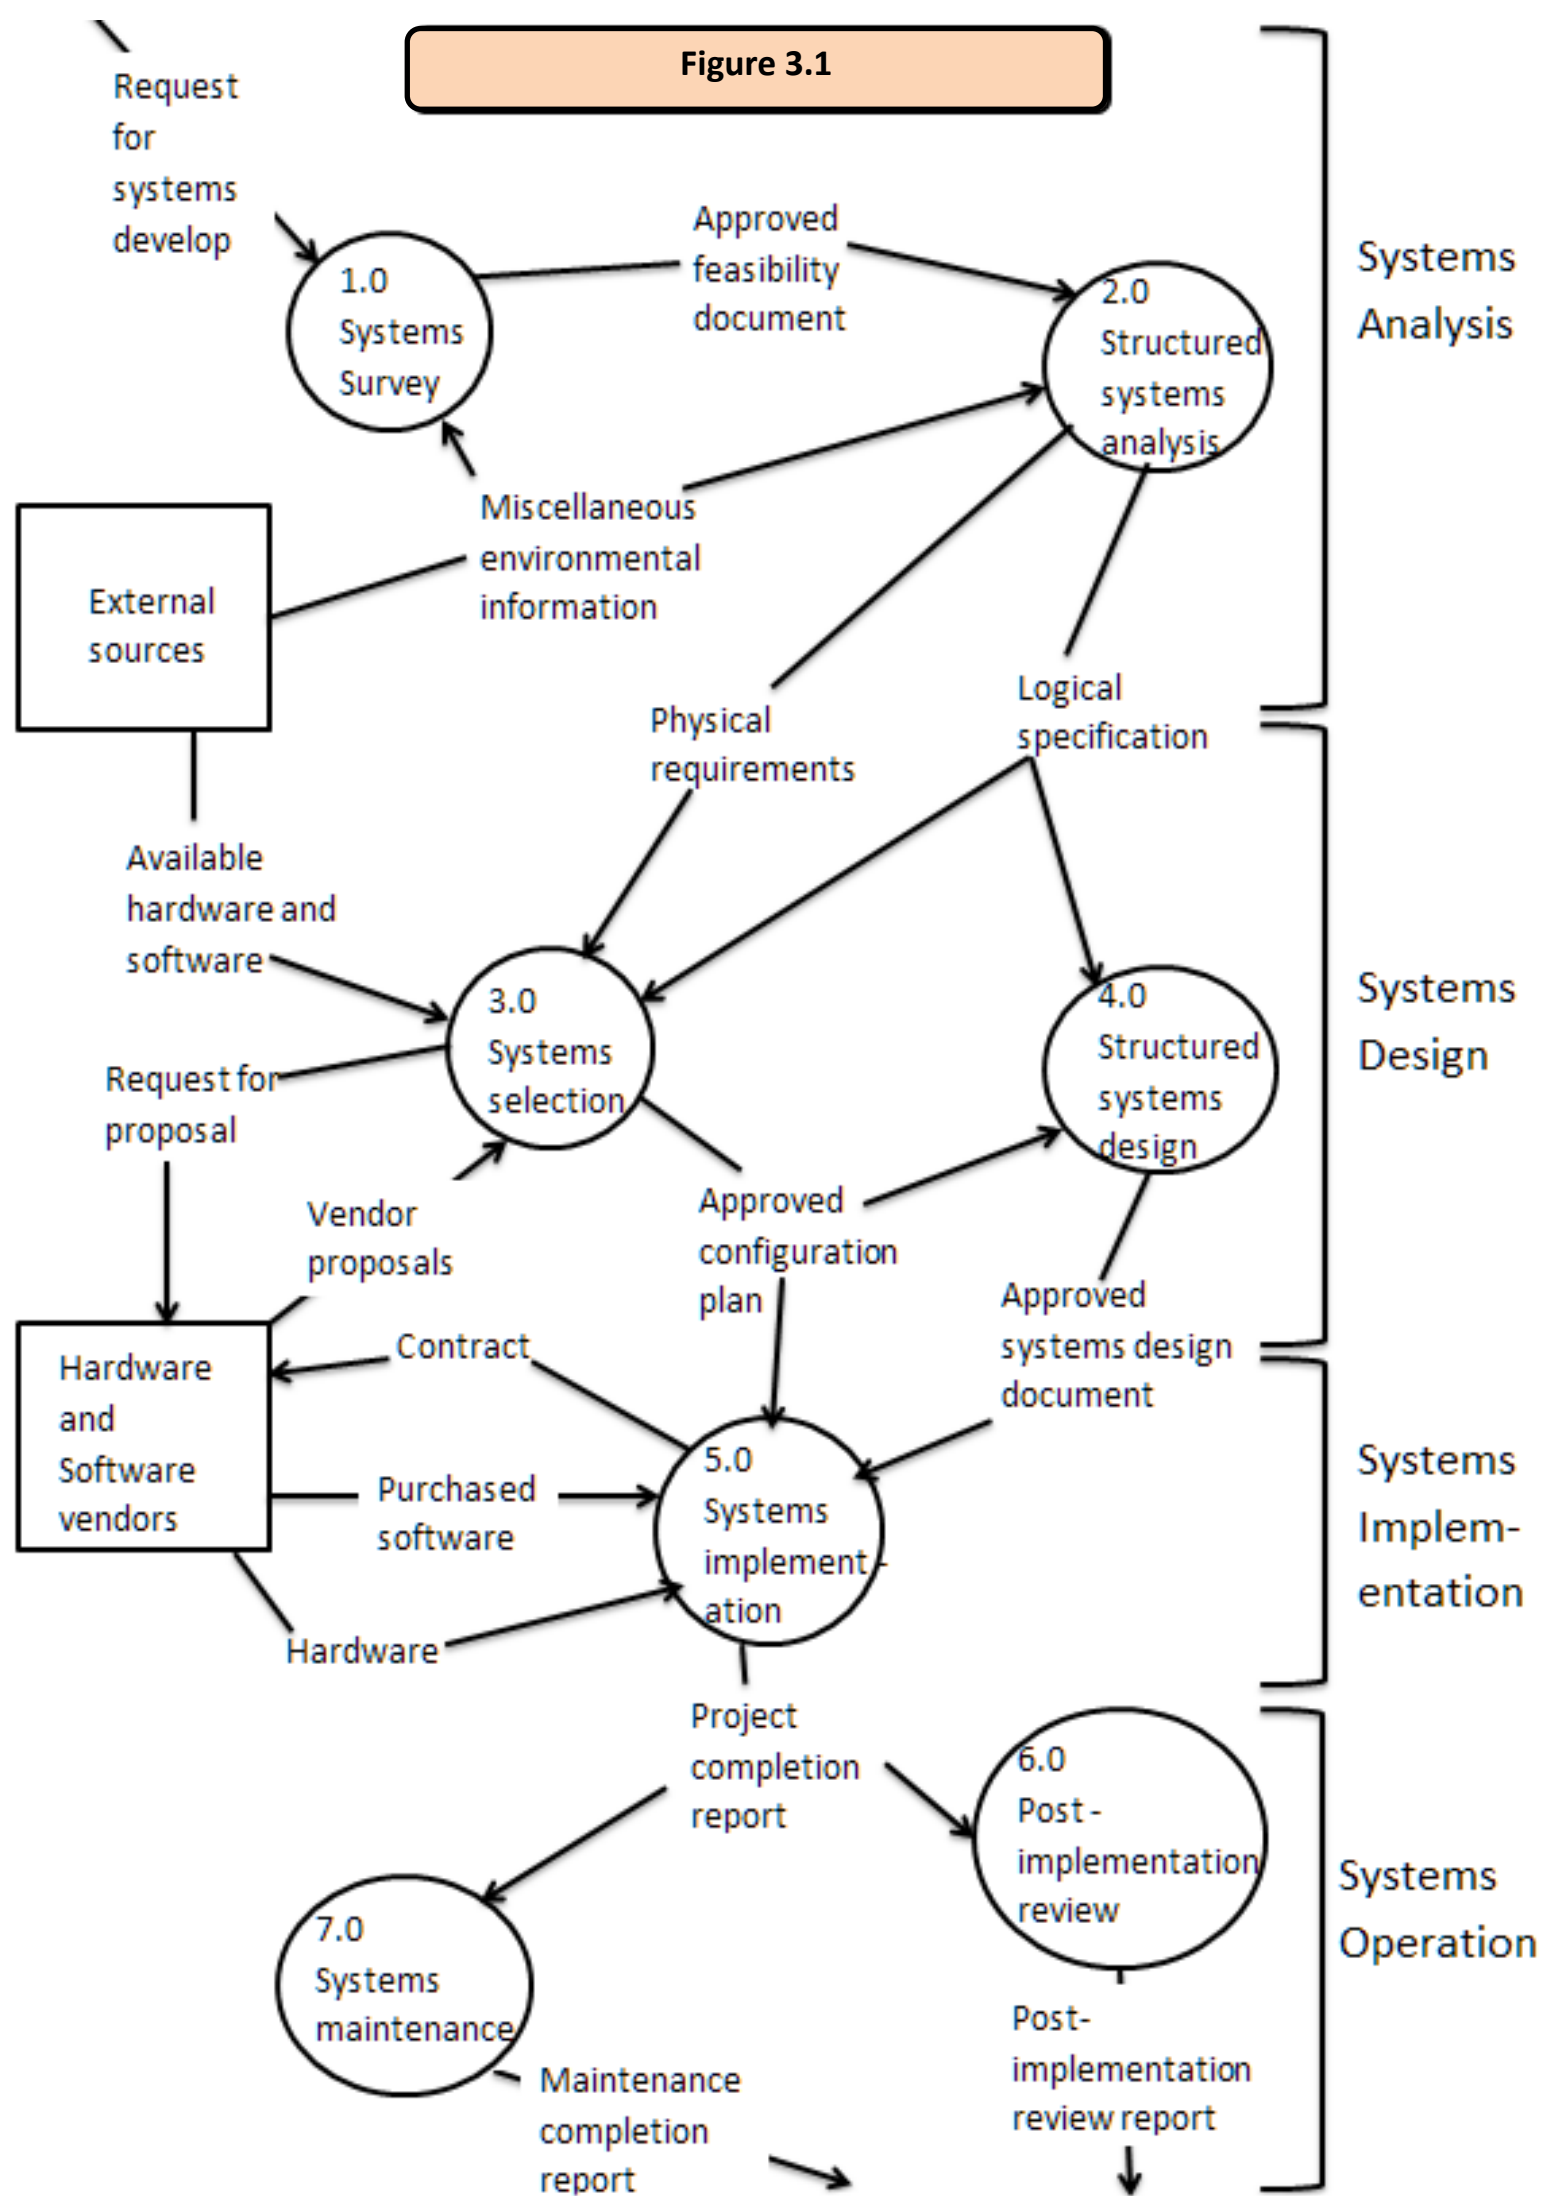 Figure 3.1
Request
for
systems
develop
1.0
Systems
Survey
Approved
feasibility
document
2.0
Structured
systems
analysis
Systems
Analysis
Miscellaneous
environmental
information
External
sources
Physical
requirements
Logical
specification
Available
hardware and
software
3.0
Systems
selection
4.0
Structured
systems
design
Systems
Design
Request for
proposal
Vendor
proposals
Approved
configuration
plan
Approved
systems design
document
Hardware
and
Software
vendors
Contract
Purchased
software
Hardware
5.0
Systems
implement -
ation
Systems
Implem-
entation
Project
completion
report
6.0
Post -
implementation
review
Systems
Operation
7.0
Systems
maintenance
Maintenance
completion
report
Post-
implementation
review report